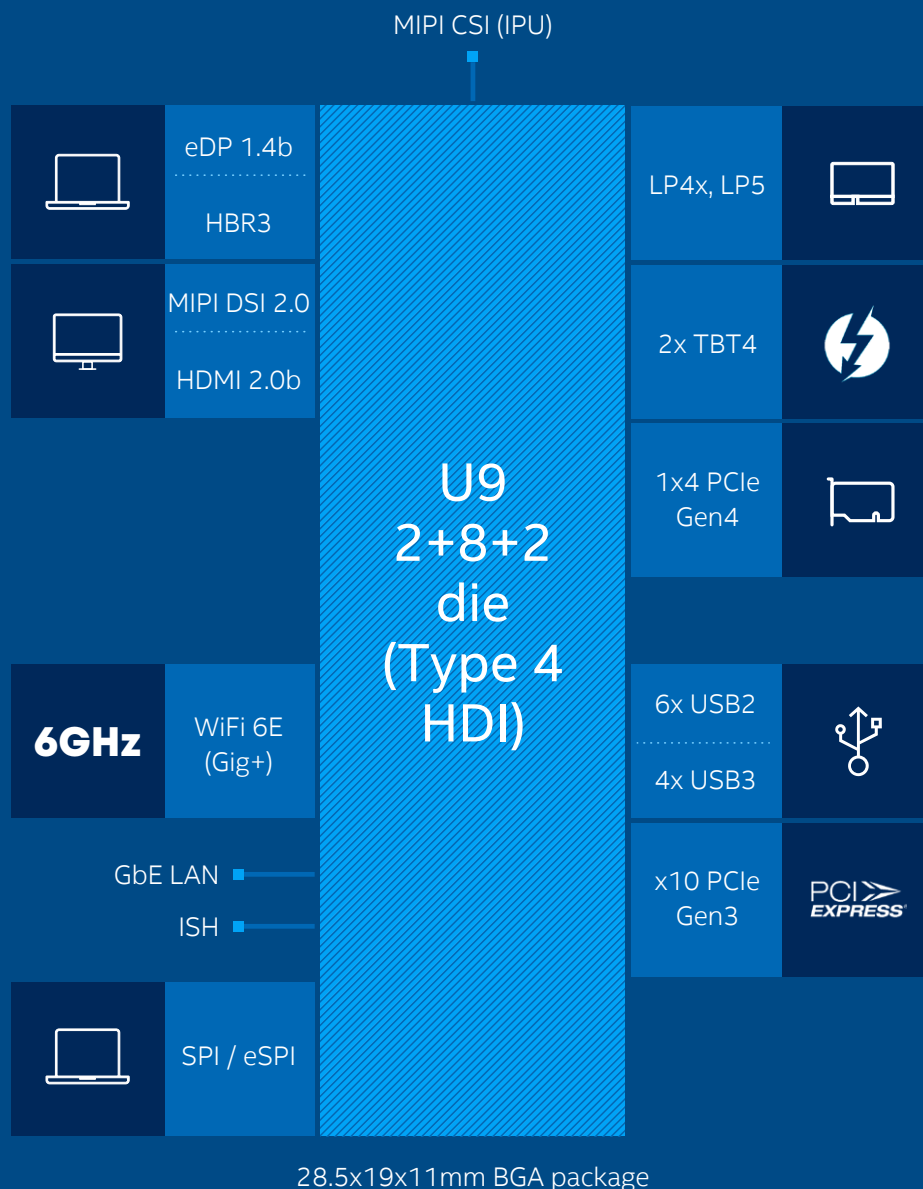 MIPI CSI (IPU)
eDP 1.4b
HBR3
MIPI DSI 2.0
HDMI 2.0b
6GHz
WiFi 6E
(Gig+)
GbE LAN
ISH
SPI / eSPI
U9
2+8+2
die
(Type 4
HDI)
LP4x, LP5
2x TBT4
1x4 PCIe
Gen4
6x USB2
4x USB3
x10 PCIe
Gen3
PCI
EXPRESS®
28.5x19x11mm BGA package